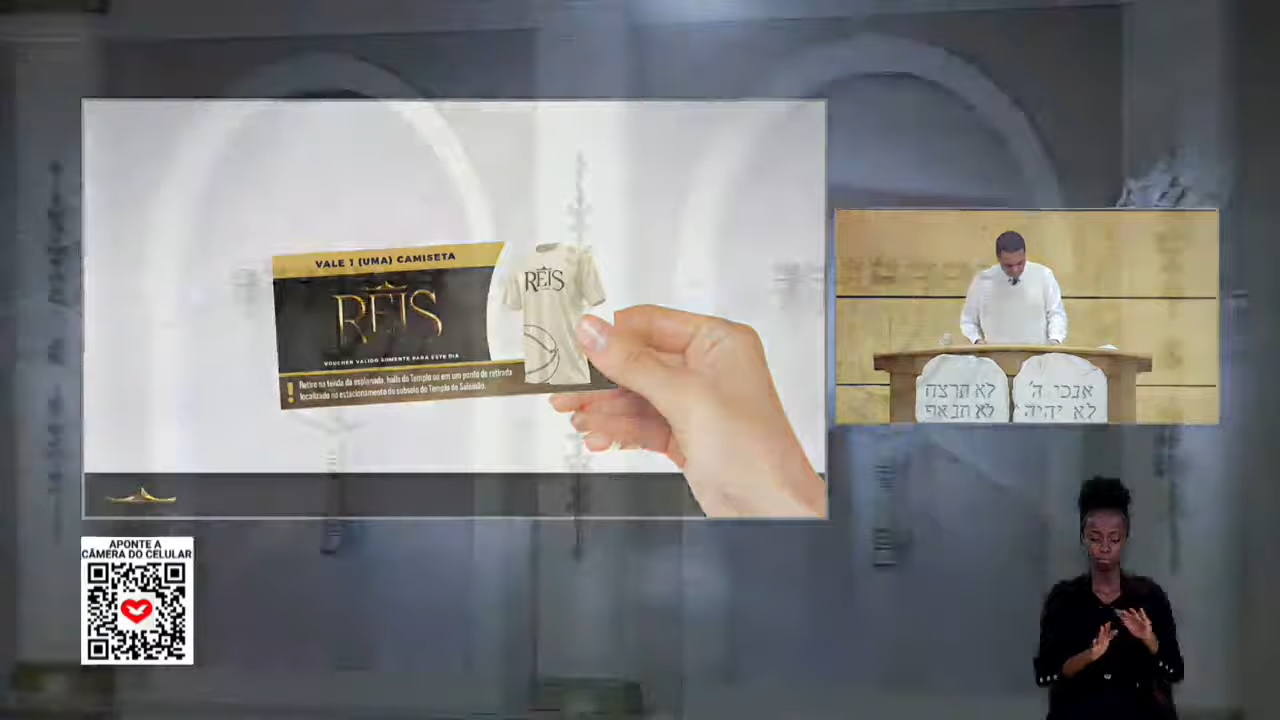 VALE 1 (UMA) CAMISETA
REIS
VOUCHER VÁLIDO SOMENTE PARA ESTE DIA
! Retire na tenda da esplanada, halls do Templo ou em um ponto de retirada
localizado no estacionamento do subsolo do Templo de Salomão.
REIS
לא תרצח
לא תנאף
אנכי ה'
לא יהיה
APONTE A
CÂMERA DO CELULAR